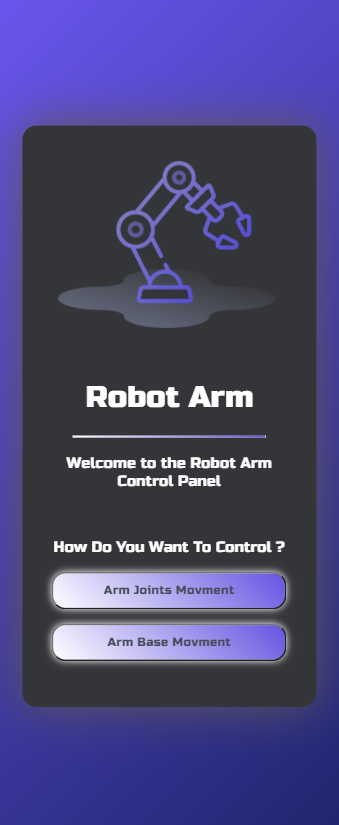 Robot Arm
Welcome to the Robot Arm
Control Panel
How Do You Want To Control ?
Arm Joints Movment
Arm Base Movment